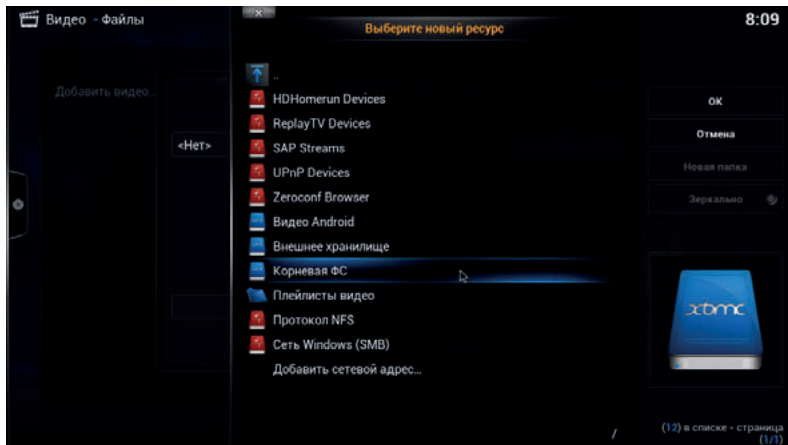 Видео - Файлы
Выберите новый ресурс
8:09
Добавить видео...
<Нет>
..
HDHomerun Devices
ReplayTV Devices
SAP Streams
UPnP Devices
Zeroconf Browser
Видео Android
Внешнее хранилище
Корневая ФС
Плейлисты видео
Протокол NFS
Сеть Windows (SMB)
Добавить сетевой адрес...
/
ОК
Отмена
Новая папка
Зеркально
xbmc
(12) в списке - страница
(1/1)